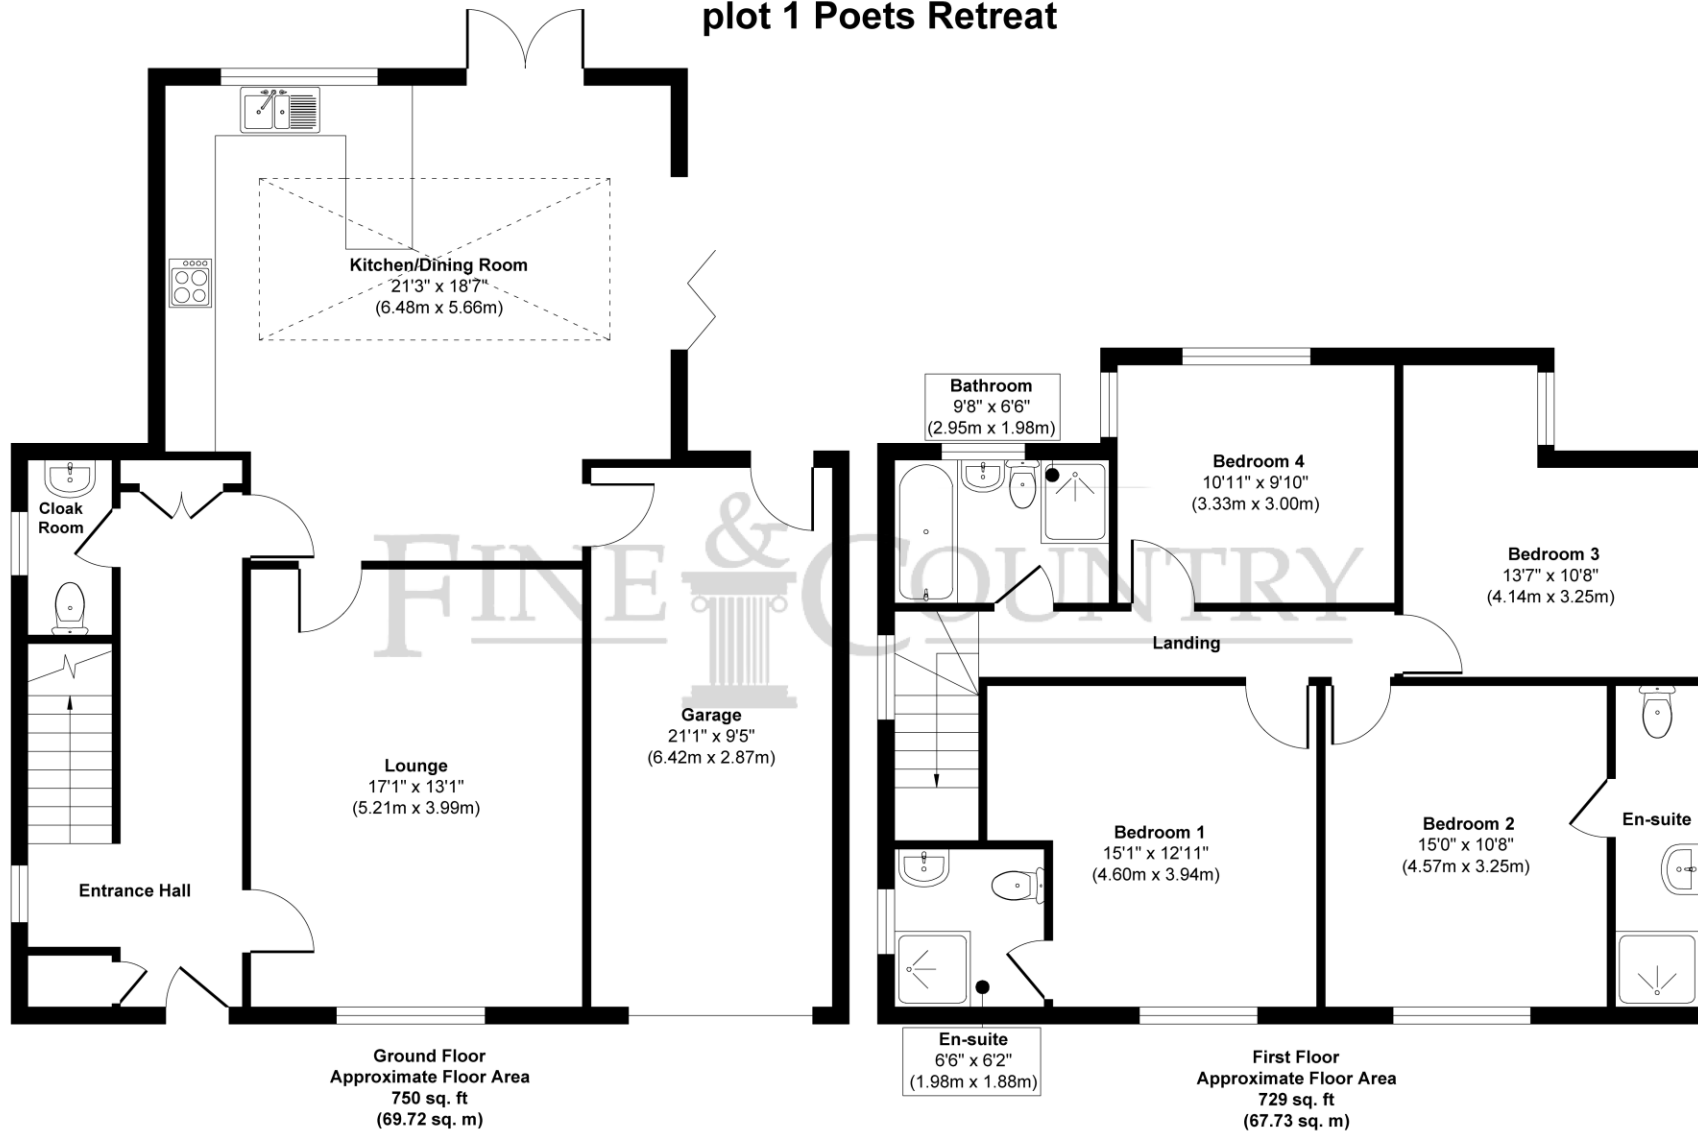 plot 1 Poets Retreat
Kitchen/Dining Room
21'3" x 18'7"
(6.48m x 5.66m)
Cloak
Room
Lounge
17'1" x 13'1"
(5.21m x 3.99m)
Garage
21'1" x 9'5"
(6.42m x 2.87m)
Entrance Hall
Ground Floor
Approximate Floor Area
750 sq. ft
(69.72 sq. m)
FINE & COUNTRY
Bathroom
9'8" x 6'6"
(2.95m x 1.98m)
Bedroom 4
10'11" x 9'10"
(3.33m x 3.00m)
Bedroom 3
13'7" x 10'8"
(4.14m x 3.25m)
Landing
Bedroom 1
15'1" x 12'11"
(4.60m x 3.94m)
Bedroom 2
15'0" x 10'8"
(4.57m x 3.25m)
En-suite
En-suite
6'6" x 6'2"
(1.98m x 1.88m)
First Floor
Approximate Floor Area
729 sq. ft
(67.73 sq. m)